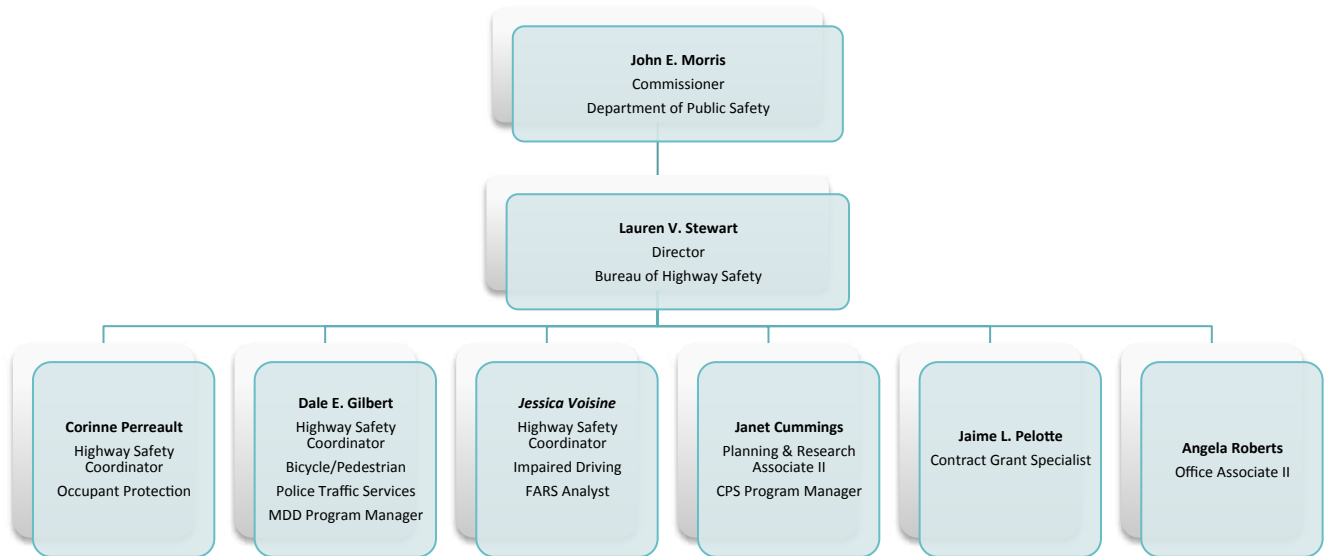 John E. Morris
Commissioner
Department of Public Safety
Lauren V. Stewart
Director
Bureau of Highway Safety
Corinne Perreault
Highway Safety
Coordinator
Occupant Protection
Dale E. Gilbert
Highway Safety
Coordinator
Bicycle/Pedestrian
Police Traffic Services
MDD Program Manager
Jessica Voisine
Highway Safety
Coordinator
Impaired Driving
FARS Analyst
Janet Cummings
Planning & Research
Associate II
CPS Program Manager
Jaime L. Pelotte
Contract Grant Specialist
Angela Roberts
Office Associate II